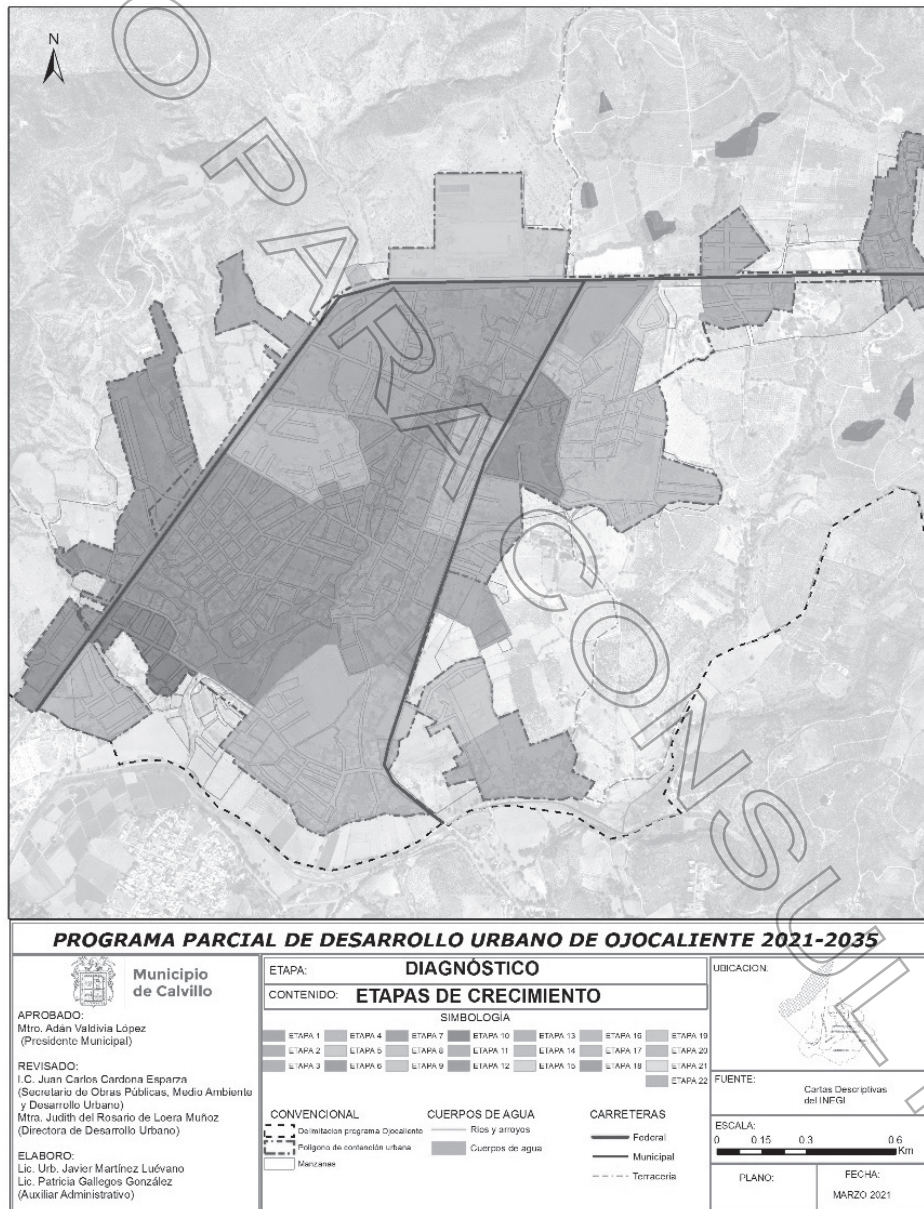 N
O PARA CONSULT
PROGRAMA PARCIAL DE DESARROLLO URBANO DE OJOCALIENTE 2021-2035
Municipio
de Calvillo
APROBADO:
Mtro. Adán Valdivia López
(Presidente Municipal)
REVISADO:
I.C. Juan Carlos Cardona Esparza
(Secretario de Obras Públicas, Medio Ambiente
y Desarrollo Urbano)
Mtra. Judith del Rosario de Loera Muñoz
(Directora de Desarrollo Urbano)
ELABORO:
Lic. Urb. Javier Martínez Luévano
Lic. Patricia Gallegos González
(Auxiliar Administrativo)
ETAPA: DIAGNÓSTICO
CONTENIDO: ETAPAS DE CRECIMIENTO
SIMBOLOGÍA
ETAPA 1 ETAPA 4 ETAPA 7 ETAPA 10 ETAPA 13 ETAPA 16 ETAPA 19
ETAPA 2 ETAPA 5 ETAPA 8 ETAPA 11 ETAPA 14 ETAPA 17 ETAPA 20
ETAPA 3 ETAPA 6 ETAPA 9 ETAPA 12 ETAPA 15 ETAPA 18 ETAPA 21
ETAPA 22
CONVENCIONAL
Delimitacion programa Ojocaliente
Poligono de contención urbana
Manzanas
CUERPOS DE AGUA
Rios y arroyos
Cuerpos de agua
CARRETERAS
Federal
Municipal
Terraceria
UBICACION:
FUENTE:
Cartas Descriptivas
del INEGI
ESCALA:
0 0.15 0.3 0.6
Km
PLANO:
FECHA:
MARZO 2021